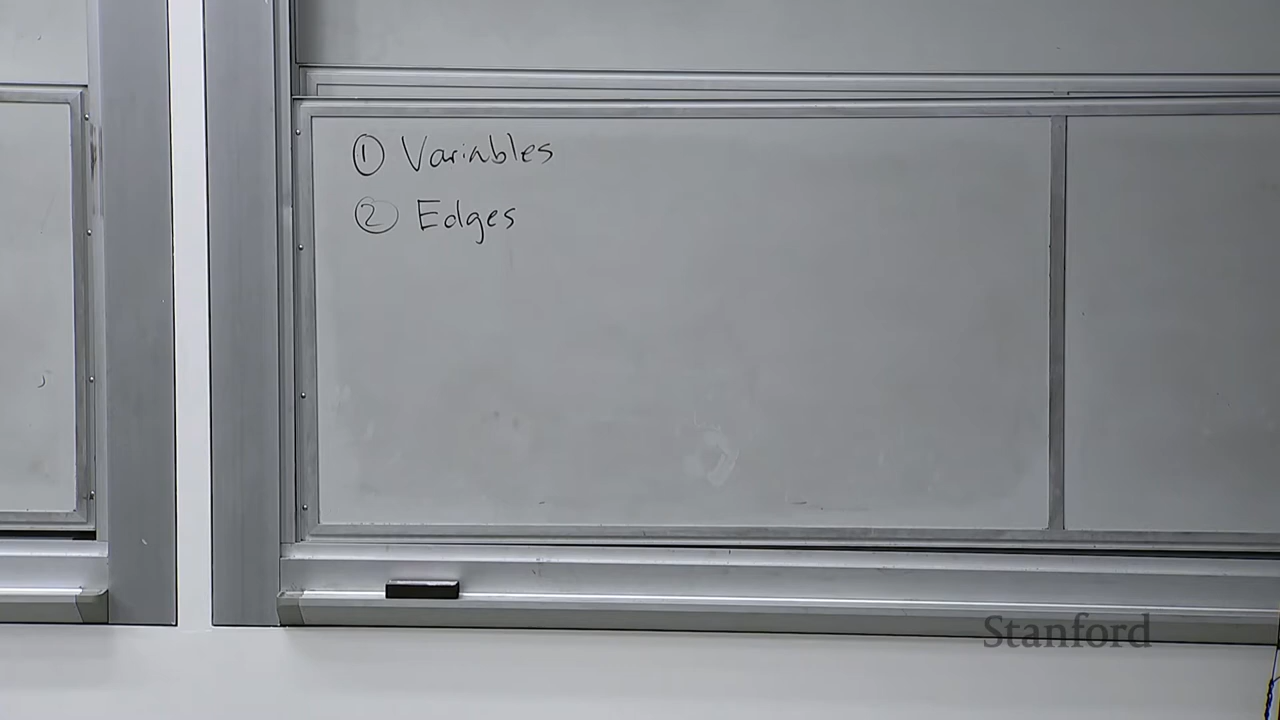 ① Variables
② Edges
Stanford